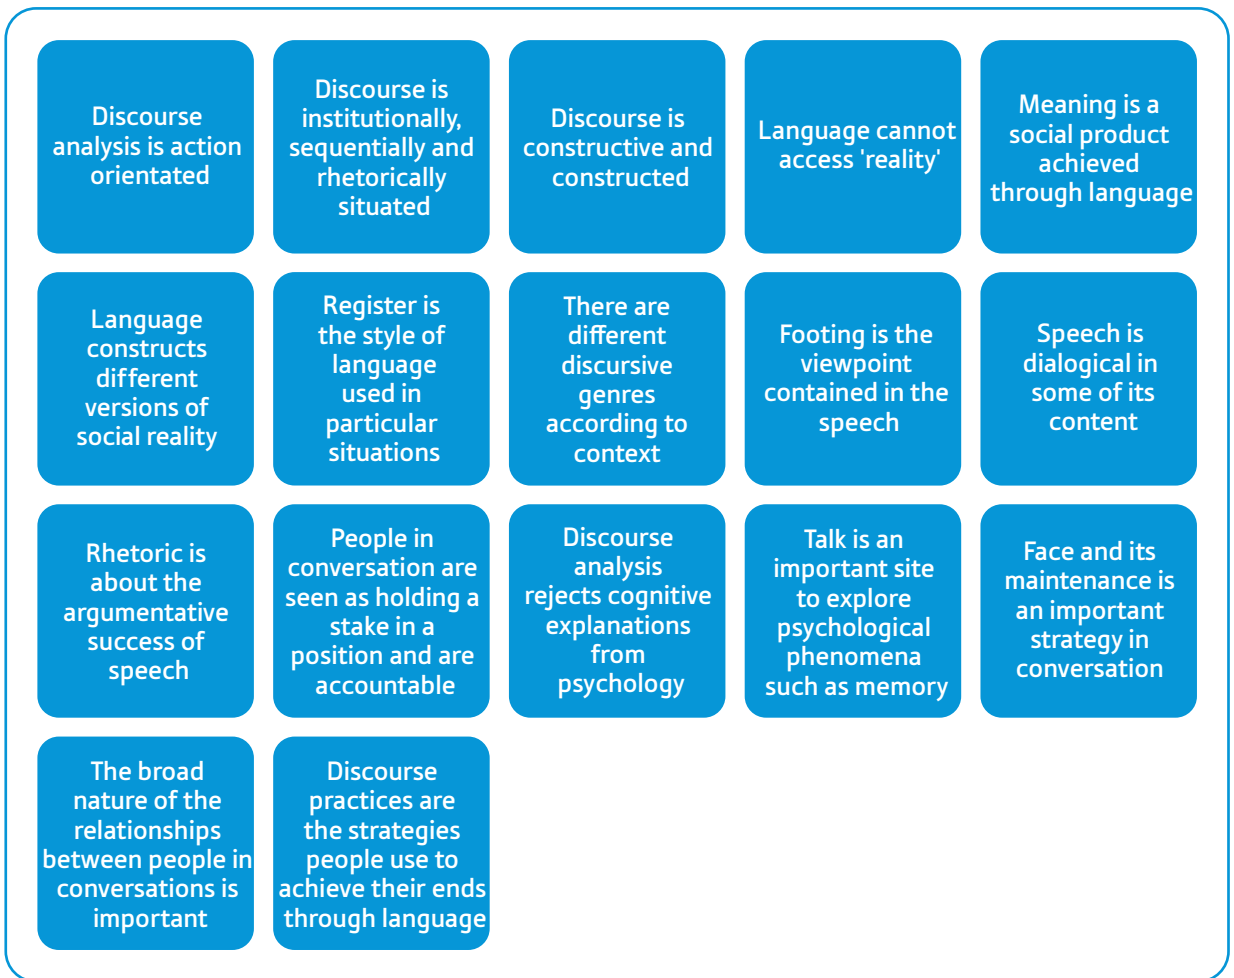 Discourse
analysis is action
orientated
Discourse is
institutionally,
sequentially and
rhetorically
situated
Discourse is
constructive and
constructed
Language cannot
access 'reality'
Meaning is a
social product
achieved
through language
Language
constructs
different
versions of
social reality
Register is
the style of
language
used in
particular
situations
There are
different
discursive
genres
according to
context
Footing is the
viewpoint
contained in the
speech
Speech is
dialogical in
some of its
content
Rhetoric is
about the
argumentative
success of
speech
People in
conversation are
seen as holding a
stake in a
position and are
accountable
Discourse
analysis
rejects cognitive
explanations
from
psychology
Talk is an
important site
to explore
psychological
phenomena
such as memory
Face and its
maintenance is
an important
strategy in
conversation
The broad
nature of the
relationships
between people in
conversations is
important
Discourse
practices are
the strategies
people use to
achieve their ends
through language